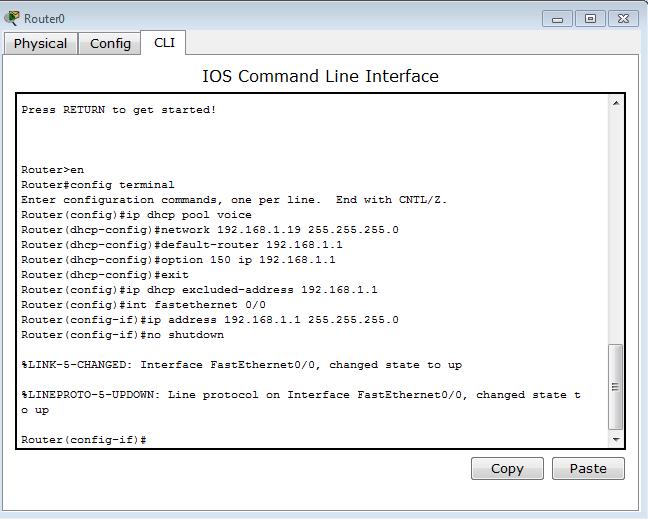 Router0
Physical Config CLI
IOS Command Line Interface
Press RETURN to get started!
Router>en
Router#config terminal
Enter configuration commands, one per line.  End with CNTL/Z.
Router(config)#ip dhcp pool voice
Router(dhcp-config)#network 192.168.1.19 255.255.255.0
Router(dhcp-config)#default-router 192.168.1.1
Router(dhcp-config)#option 150 ip 192.168.1.1
Router(dhcp-config)#exit
Router(config)#ip dhcp excluded-address 192.168.1.1
Router(config)#int fastethernet 0/0
Router(config-if)#ip address 192.168.1.1 255.255.255.0
Router(config-if)#no shutdown
%LINK-5-CHANGED: Interface FastEthernet0/0, changed state to up
%LINEPROTO-5-UPDOWN: Line protocol on Interface FastEthernet0/0, changed state t
o up
Router(config-if)#
Copy Paste